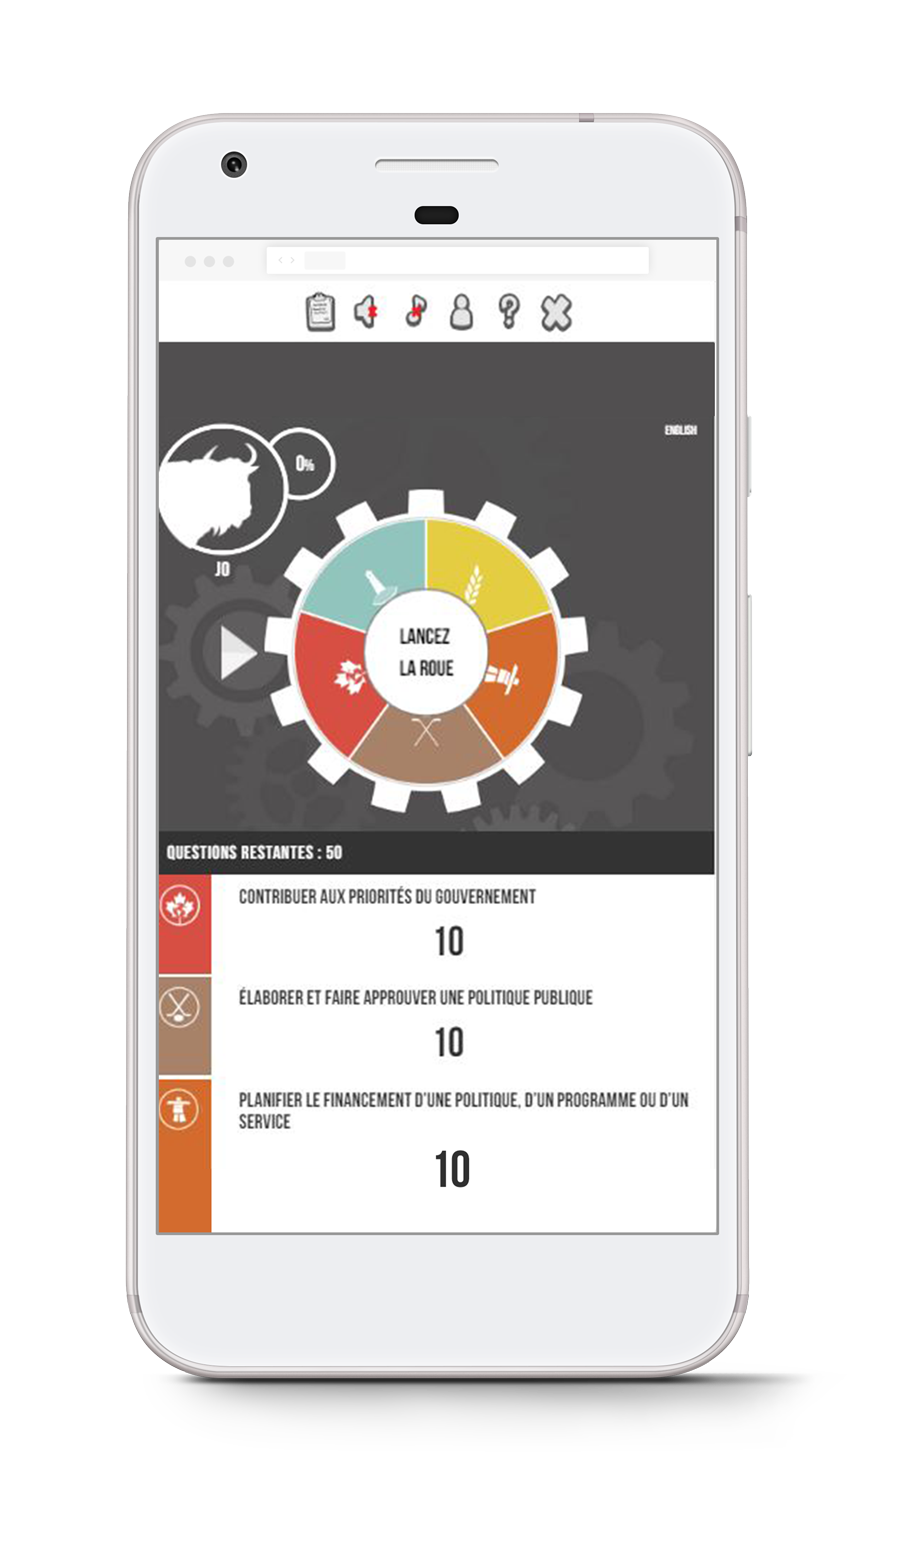 ENGLISH
0%
JO
LANCEZ
LA ROUE
QUESTIONS RESTANTES : 50
CONTRIBUER AUX PRIORITÉS DU GOUVERNEMENT
10
ÉLABORER ET FAIRE APPROUVER UNE POLITIQUE PUBLIQUE
10
PLANIFIER LE FINANCEMENT D'UNE POLITIQUE, D'UN PROGRAMME OU D'UN
SERVICE
10